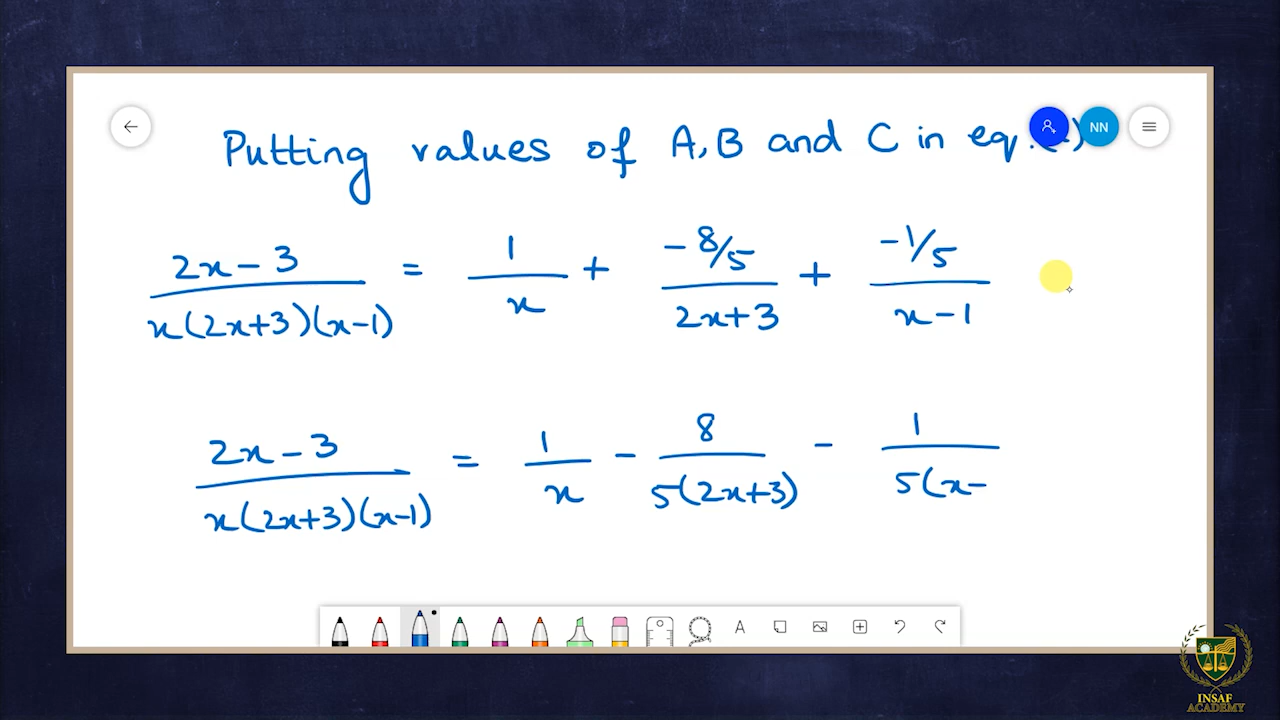 Putting values of A, B and C in
NN
2x - 3 / x(2x+3)(x-1) = 1 / x + -8/5 / 2x+3 + -1/5 / x-1
2x - 3 / x(2x+3)(x-1) = 1 / x - 8 / 5(2x+3) - 1 / 5(x-
A
INSAF
ACADEMY